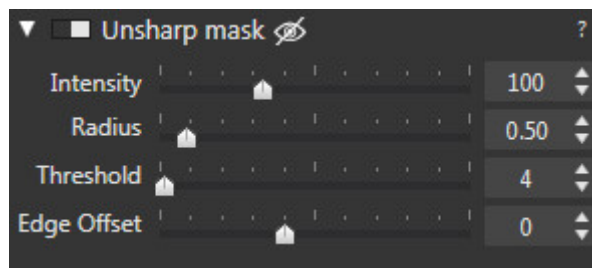 Unsharp mask ?
Intensity 100
Radius 0.50
Threshold 4
Edge Offset 0